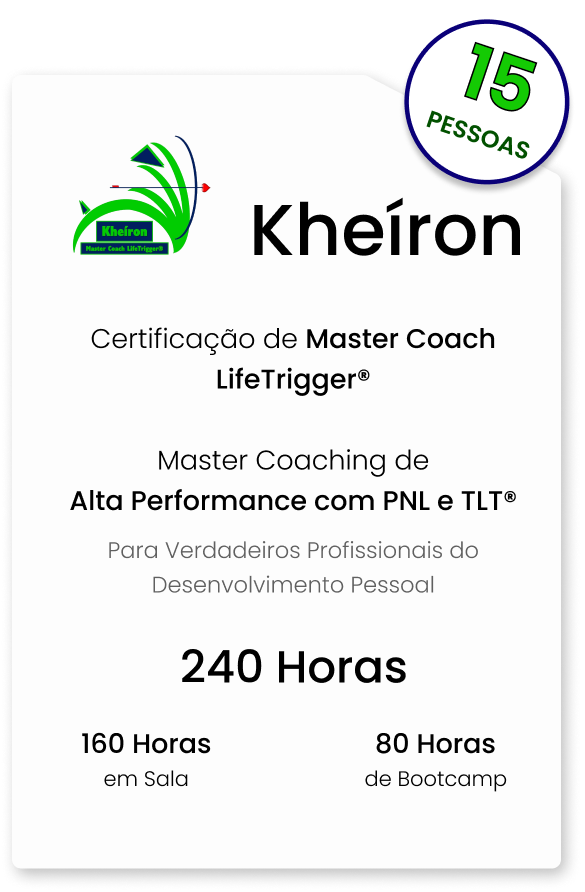 15
PESSOAS
Kheíron
Master Coach LifeTrigger®
Kheíron
Certificação de Master Coach
LifeTrigger®
Master Coaching de
Alta Performance com PNL e TLT®
Para Verdadeiros Profissionais do
Desenvolvimento Pessoal
240 Horas
160 Horas
em Sala
80 Horas
de Bootcamp